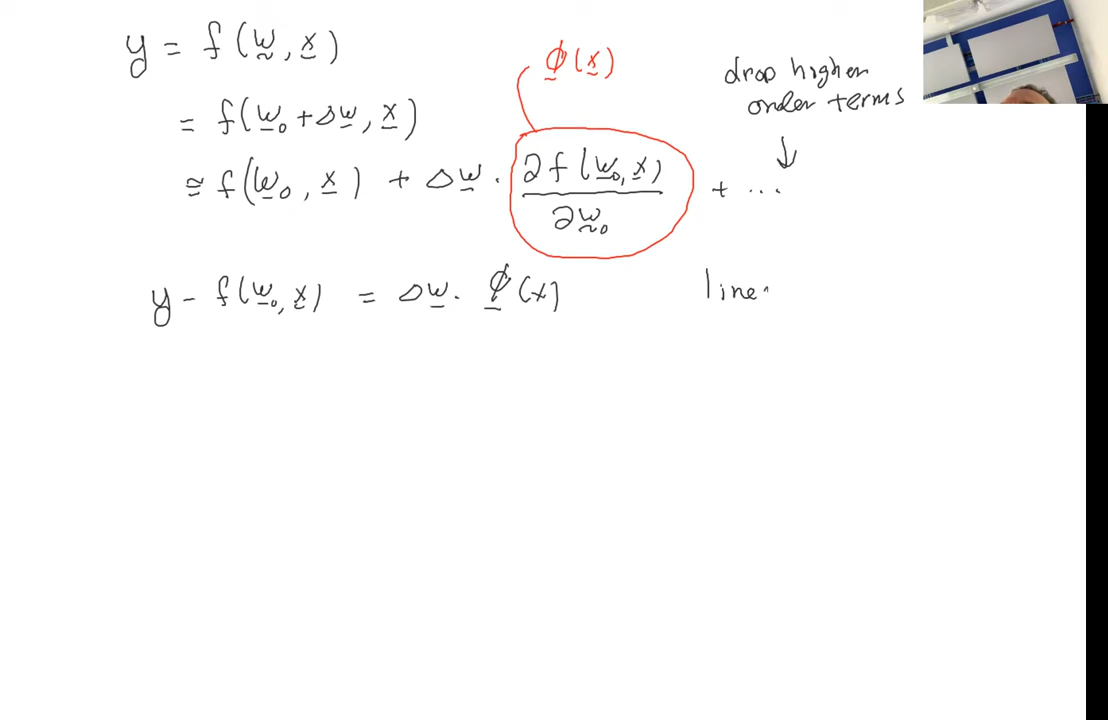 y = f(w, x)
= f(w₀ + Δw, x)
≅ f(w₀, x) + Δw · ∂f(w₀, x) / ∂w₀ + ...
ϕ(x)
drop higher
order terms
↓
y - f(w₀, x) = Δw · ϕ(x)
line